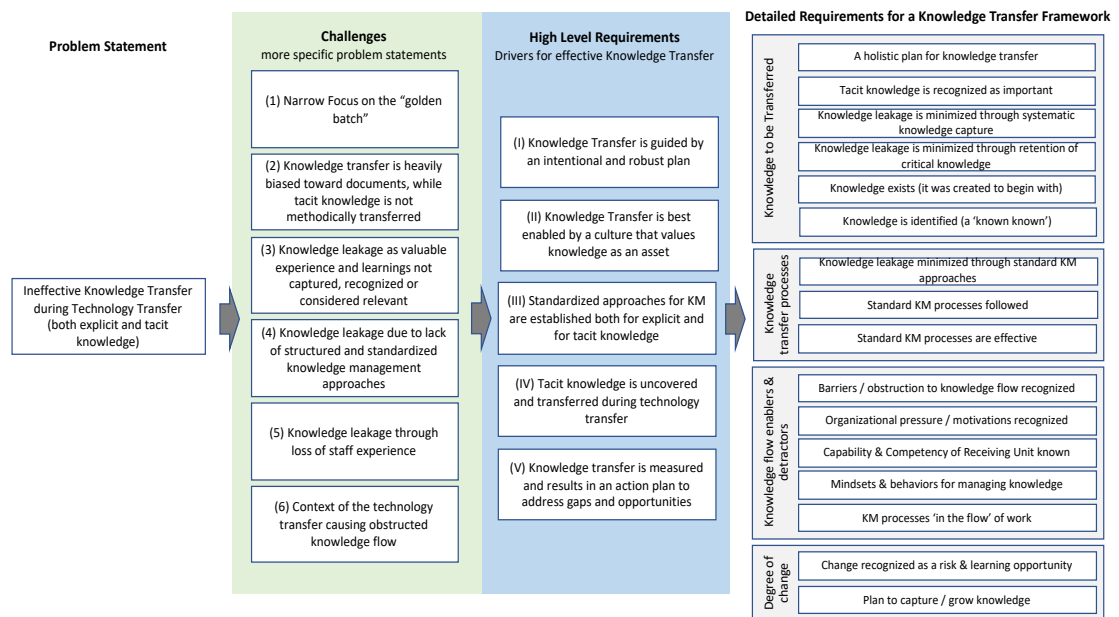 Problem Statement
Ineffective Knowledge Transfer
during Technology Transfer
(both explicit and tacit
knowledge)
Challenges
more specific problem statements
(1) Narrow Focus on the “golden
batch”
(2) Knowledge transfer is heavily
biased toward documents, while
tacit knowledge is not
methodically transferred
(3) Knowledge leakage as valuable
experience and learnings not
captured, recognized or
considered relevant
(4) Knowledge leakage due to lack
of structured and standardized
knowledge management
approaches
(5) Knowledge leakage through
loss of staff experience
(6) Context of the technology
transfer causing obstructed
knowledge flow
High Level Requirements
Drivers for effective Knowledge Transfer
(I) Knowledge Transfer is guided by
an intentional and robust plan
(II) Knowledge Transfer is best
enabled by a culture that values
knowledge as an asset
(III) Standardized approaches for KM
are established both for explicit and
for tacit knowledge
(IV) Tacit knowledge is uncovered
and transferred during technology
transfer
(V) Knowledge transfer is measured
and results in an action plan to
address gaps and opportunities
Detailed Requirements for a Knowledge Transfer Framework
Knowledge to be Transferred
A holistic plan for knowledge transfer
Tacit knowledge is recognized as important
Knowledge leakage is minimized through systematic
knowledge capture
Knowledge leakage is minimized through retention of
critical knowledge
Knowledge exists (it was created to begin with)
Knowledge is identified (a ‘known known’)
Knowledge
transfer processes
Knowledge leakage minimized through standard KM
approaches
Standard KM processes followed
Standard KM processes are effective
Knowledge flow enablers &
detractors
Barriers / obstruction to knowledge flow recognized
Organizational pressure / motivations recognized
Capability & Competency of Receiving Unit known
Mindsets & behaviors for managing knowledge
KM processes ‘in the flow’ of work
Degree of
change
Change recognized as a risk & learning opportunity
Plan to capture / grow knowledge